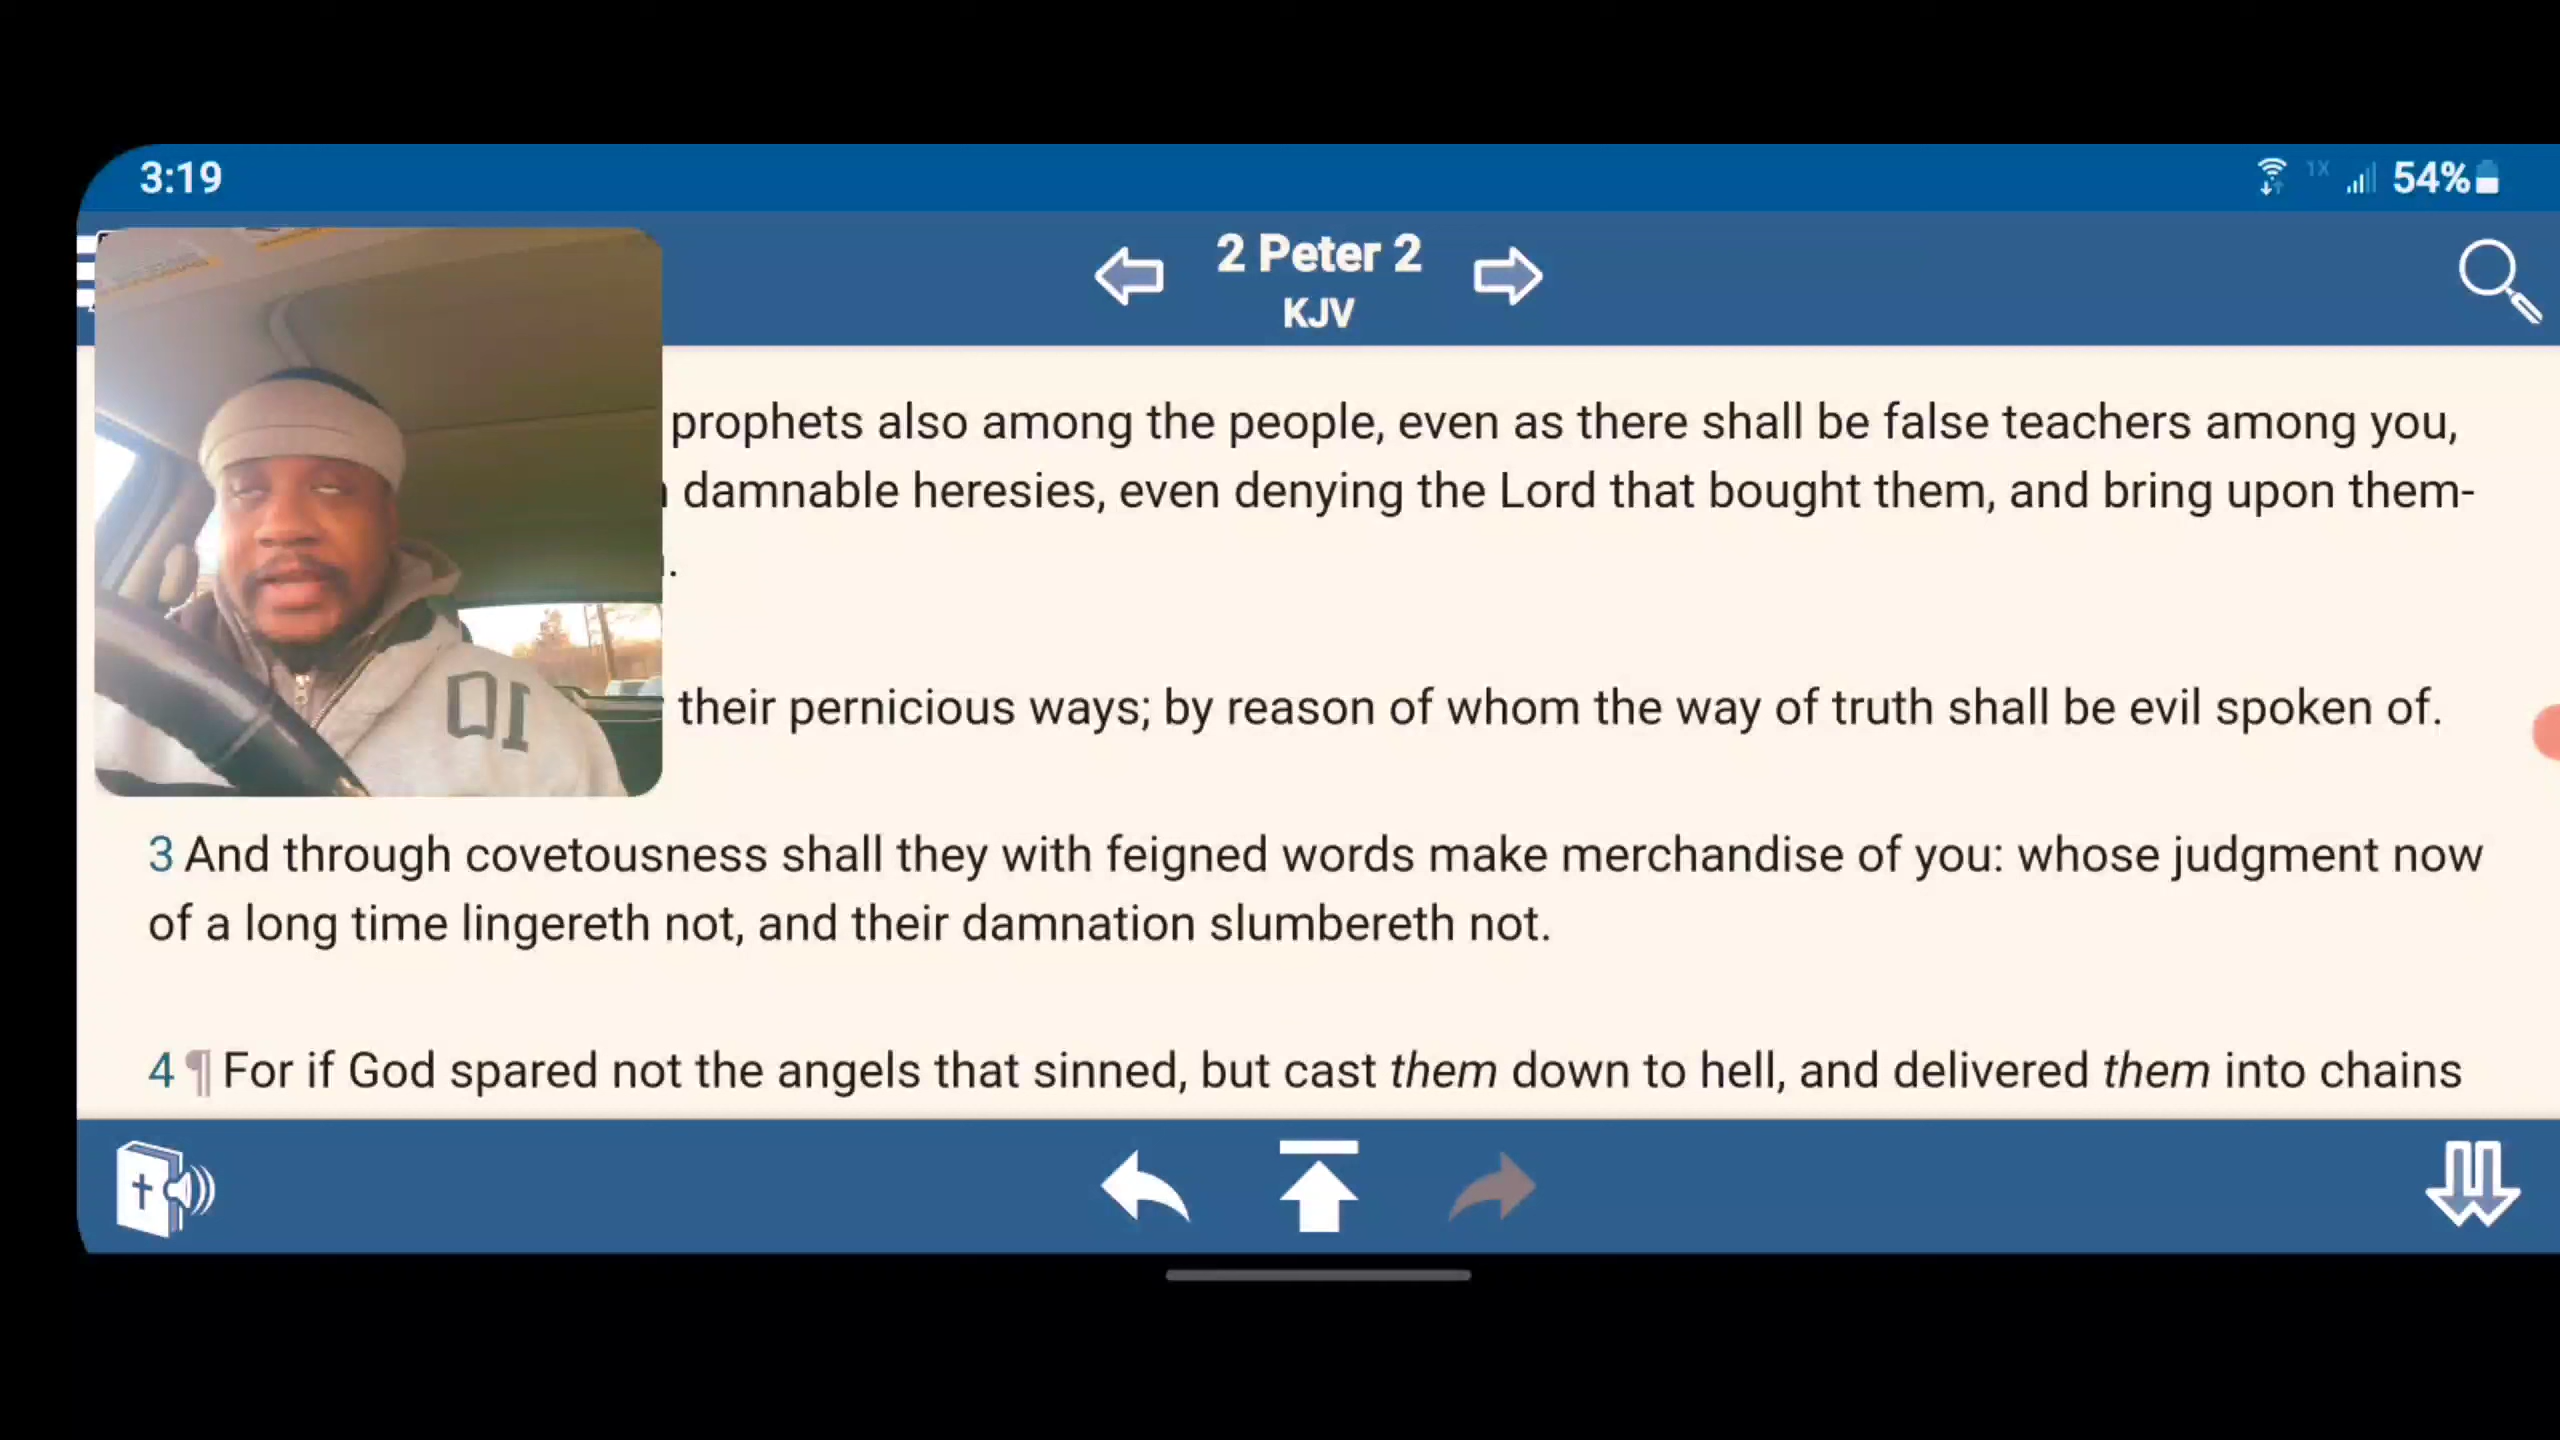 3:19
1X
54%
2 Peter 2
KJV
prophets also among the people, even as there shall be false teachers among you,
damnable heresies, even denying the Lord that bought them, and bring upon them-
their pernicious ways; by reason of whom the way of truth shall be evil spoken of.
3 And through covetousness shall they with feigned words make merchandise of you: whose judgment now
of a long time lingereth not, and their damnation slumbereth not.
4 ¶ For if God spared not the angels that sinned, but cast them down to hell, and delivered them into chains